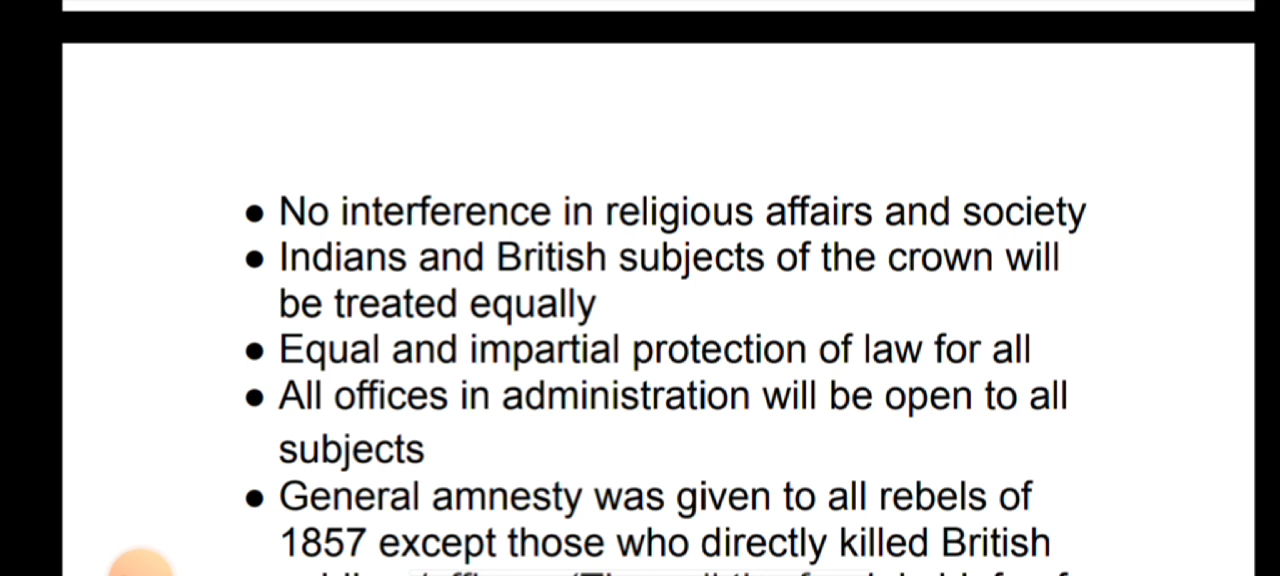 ● No interference in religious affairs and society
● Indians and British subjects of the crown will
be treated equally
● Equal and impartial protection of law for all
● All offices in administration will be open to all
subjects
● General amnesty was given to all rebels of
1857 except those who directly killed British